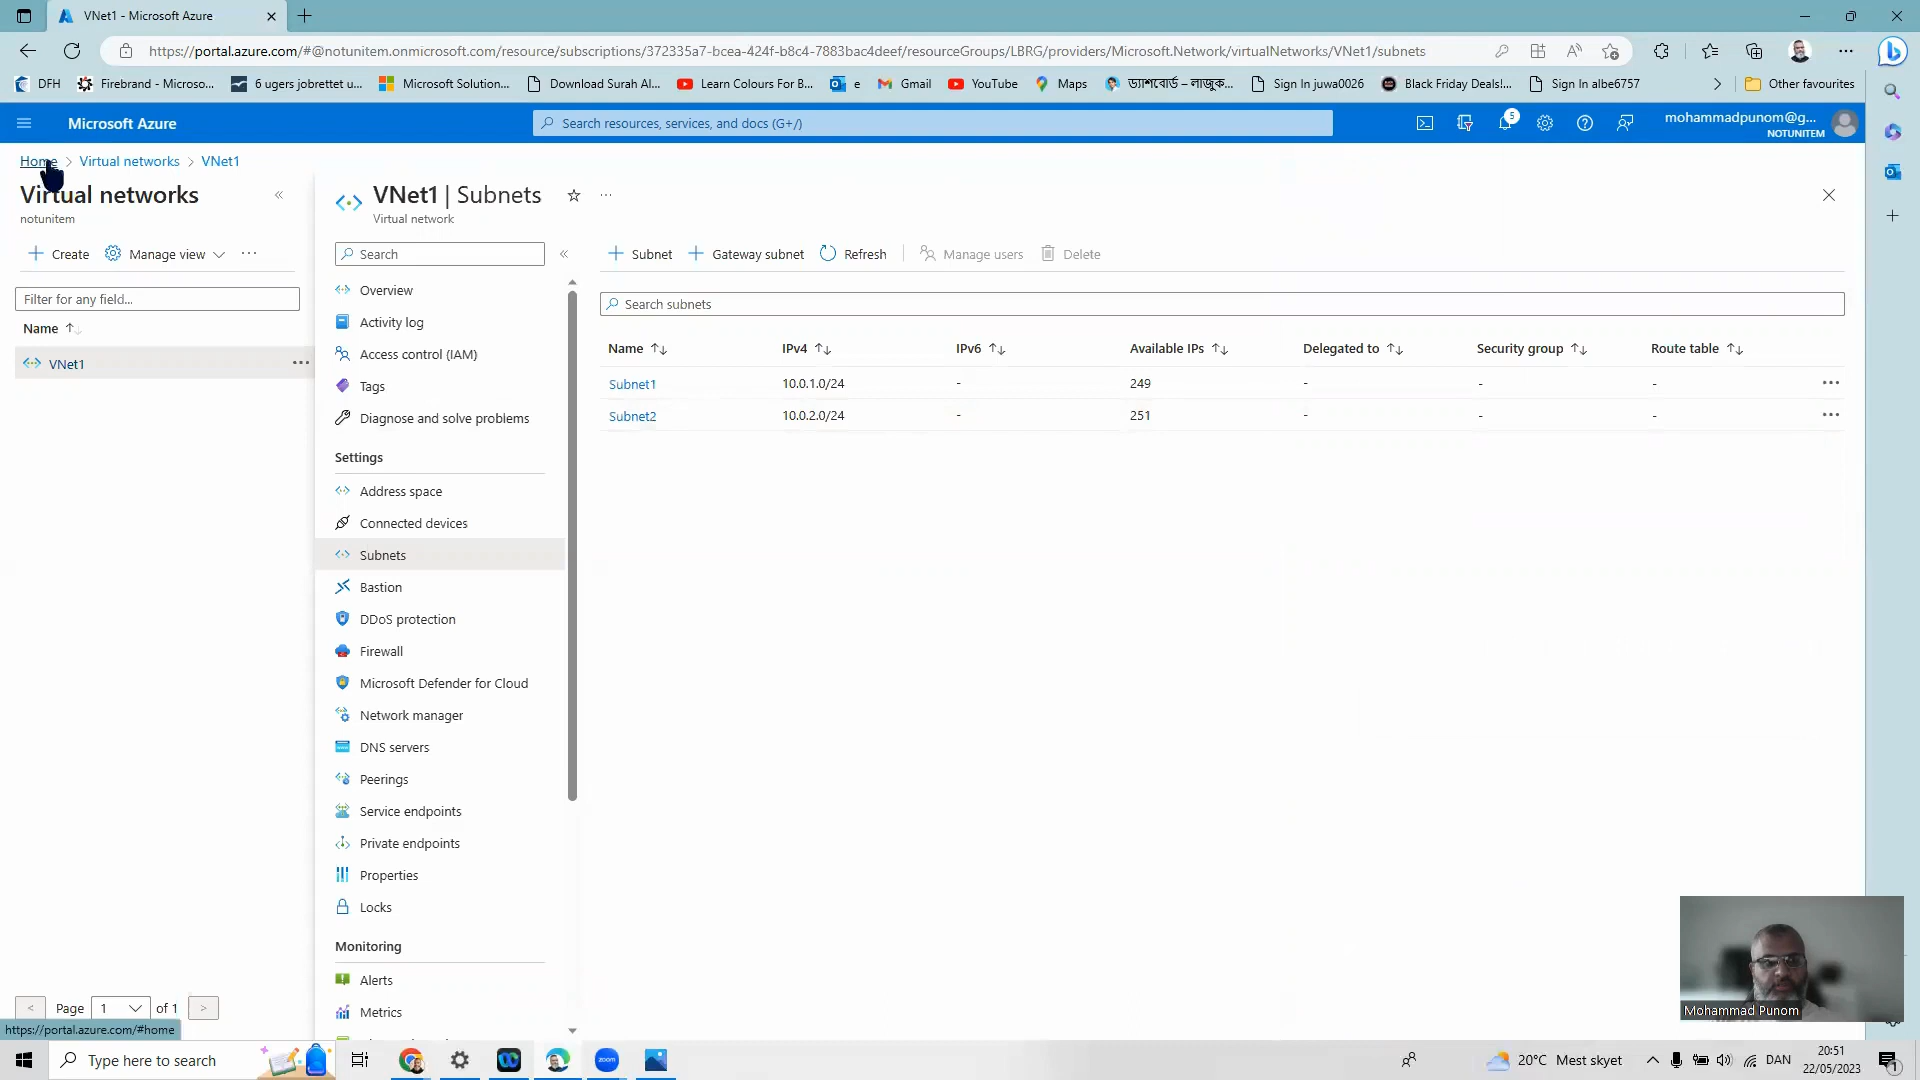 VNet1 - Microsoft Azure
https://portal.azure.com/#@notunitem.onmicrosoft.com/resource/subscriptions/372335a7-bcea-424f-b8c4-7883bac4deef/resourceGroups/LBRG/providers/Microsoft.Network/virtualNetworks/VNet1/subnets
DFH
Firebrand - Microso...
6 ugers jobrettet u...
Microsoft Solution...
Download Surah Al...
Learn Colours For B...
e
Gmail
YouTube
Maps
ড্যাশবোর্ড – লাজুক...
Sign In juwa0026
Black Friday Deals!...
Sign In albe6757
Other favourites
Microsoft Azure
Search resources, services, and docs (G+/)
5
mohammadpunom@g...
NOTUNITEM
Home > Virtual networks > VNet1
Virtual networks
notunitem
Create
Manage view
Filter for any field...
Name
VNet1
< Page 1 of 1 >
https://portal.azure.com/#home
VNet1 | Subnets
Virtual network
Search
Overview
Activity log
Access control (IAM)
Tags
Diagnose and solve problems
Settings
Address space
Connected devices
Subnets
Bastion
DDoS protection
Firewall
Microsoft Defender for Cloud
Network manager
DNS servers
Peerings
Service endpoints
Private endpoints
Properties
Locks
Monitoring
Alerts
Metrics
Subnet
Gateway subnet
Refresh
Manage users
Delete
Search subnets
Name IPv4 IPv6 Available IPs Delegated to Security group Route table
Subnet1 10.0.1.0/24 - 249 - - -
Subnet2 10.0.2.0/24 - 251 - - -
Mohammad Punom
Type here to search
zoom
20°C Mest skyet
DAN
20:51
22/05/2023
1